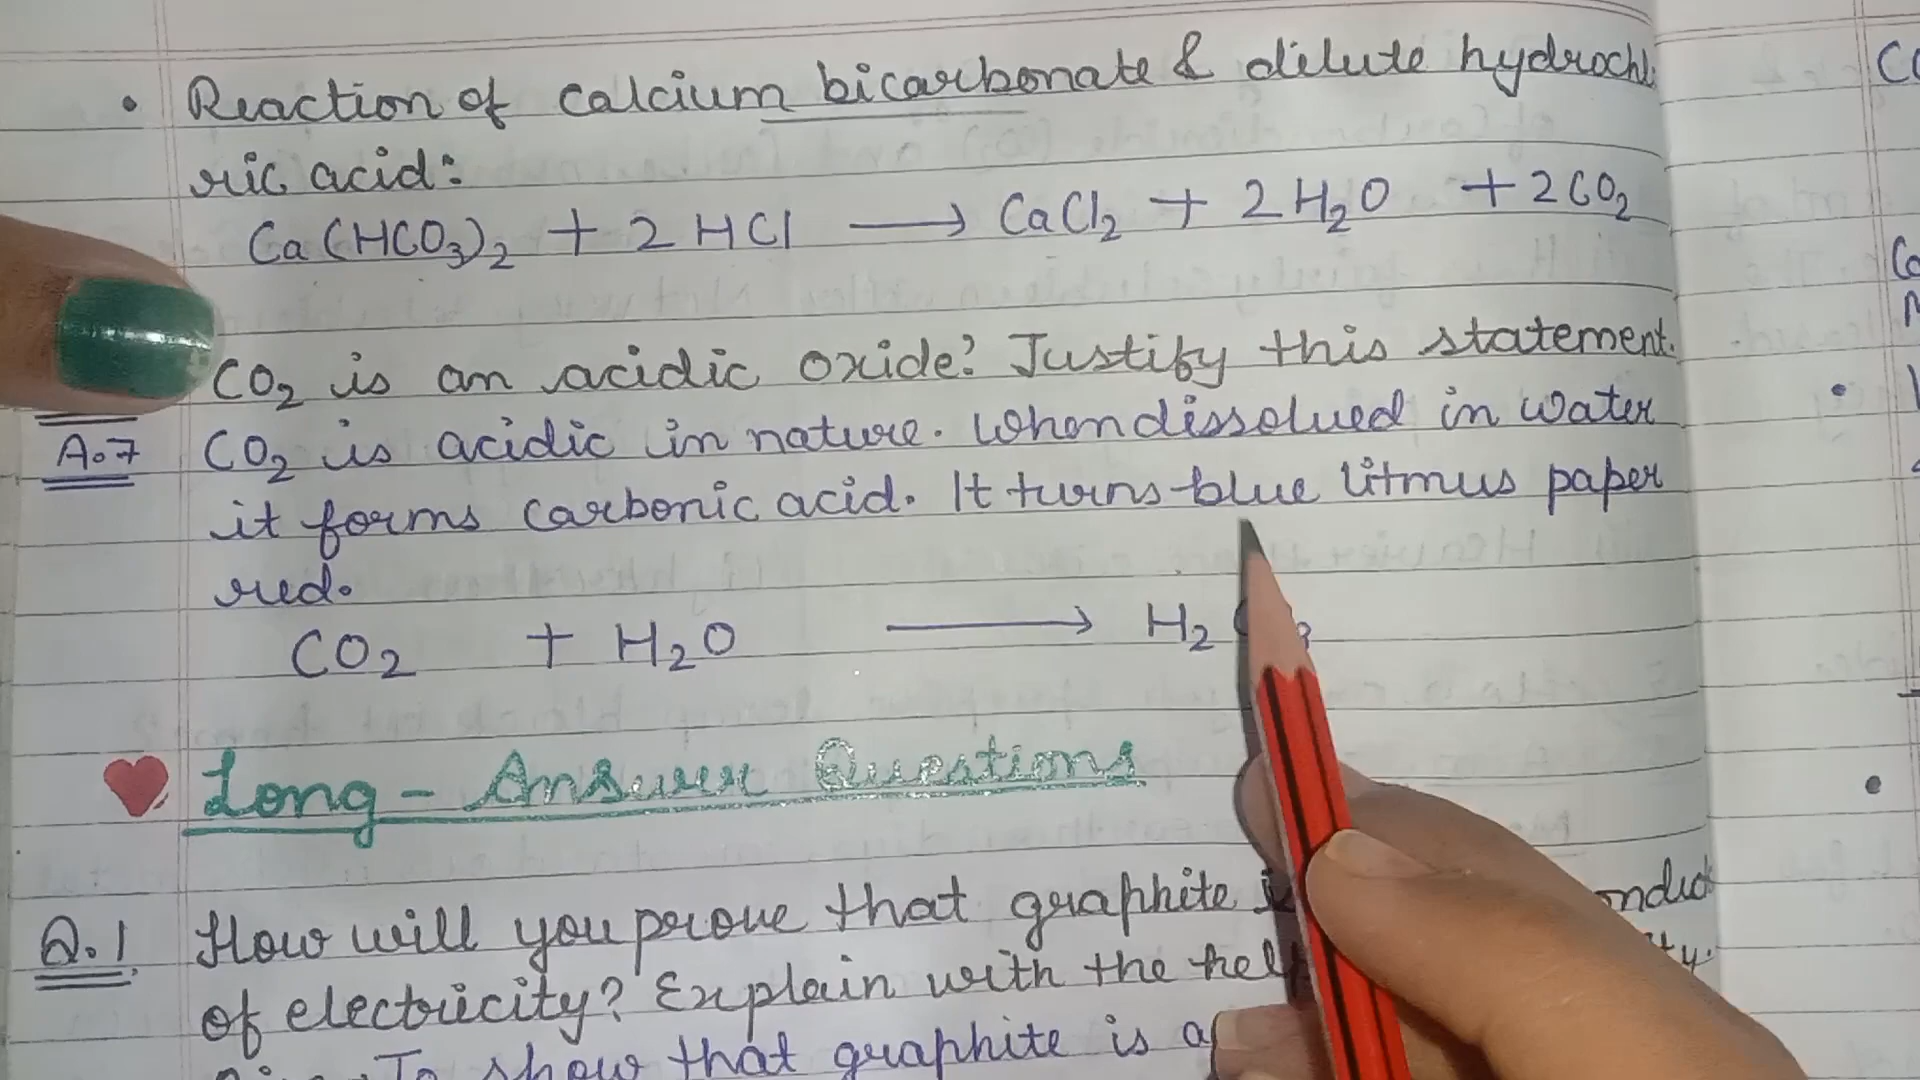 • Reaction of calcium bicarbonate & dilute hydrochl
ric acid:
Ca(HCO3)2 + 2HCl → CaCl2 + 2H2O + 2CO2
CO2 is an acidic oxide? Justify this statement.
A.7 CO2 is acidic in nature. When dissolved in water
it forms carbonic acid. It turns blue litmus paper
red.
CO2 + H2O → H2
Long - Answer Questions
Q.1 How will you prove that graphite
of electricity? Explain with the
To show that graphite is a